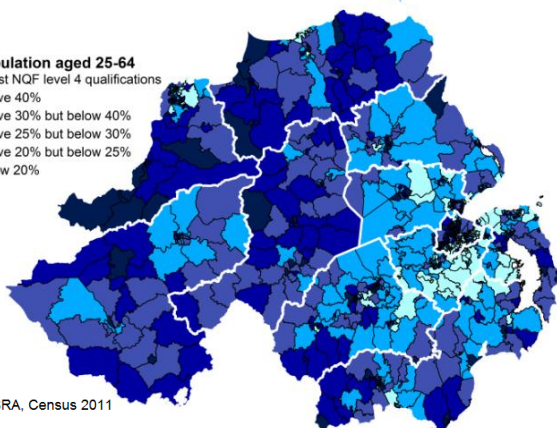 pulation aged 25-64
st NQF level 4 qualifications
ve 40%
ve 30% but below 40%
ve 25% but below 30%
ve 20% but below 25%
w 20%
RA, Census 2011